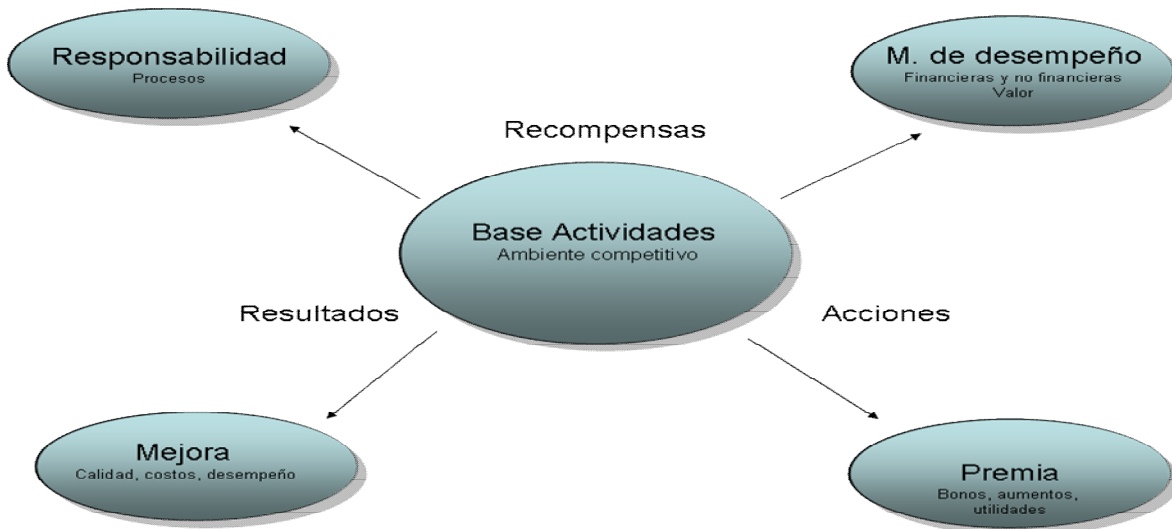 Responsabilidad
Procesos
M. de desempeño
Financieras y no financieras
Valor
Recompensas
Base Actividades
Ambiente competitivo
Resultados
Acciones
Mejora
Calidad, costos, desempeño
Premia
Bonos, aumentos,
utilidades